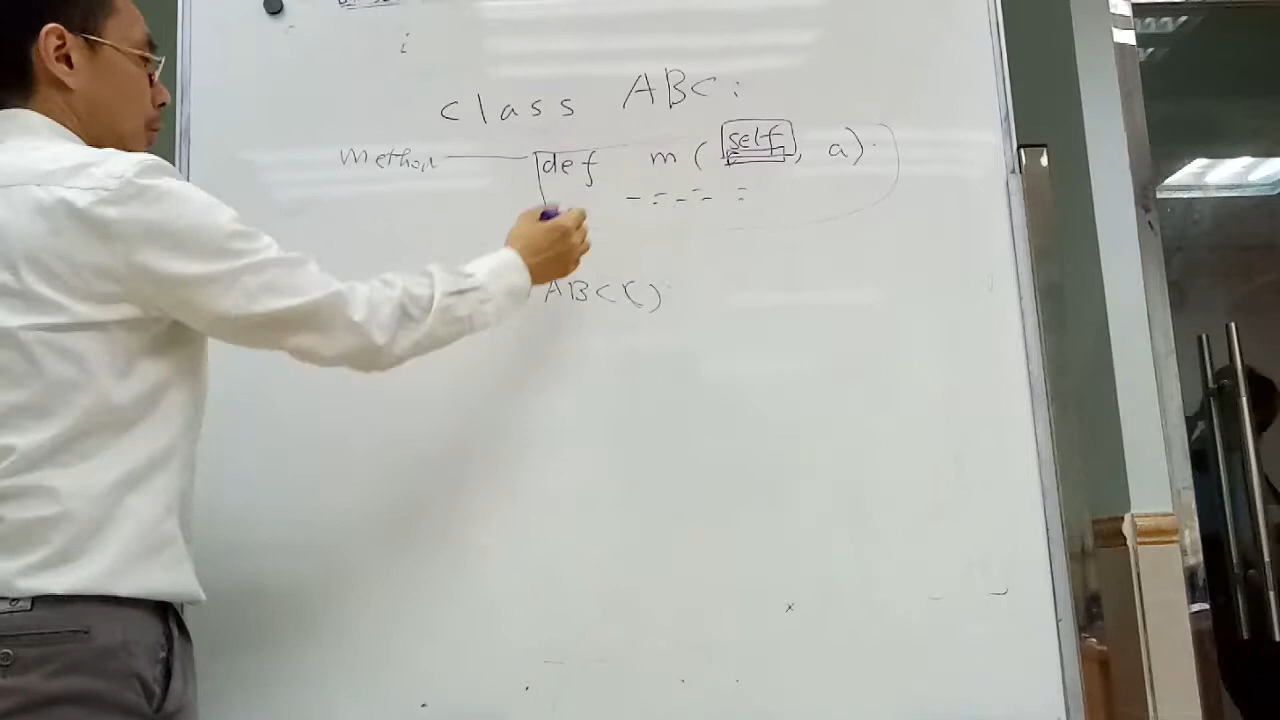 i
class ABC:
Method def m(self, a)
ABC()